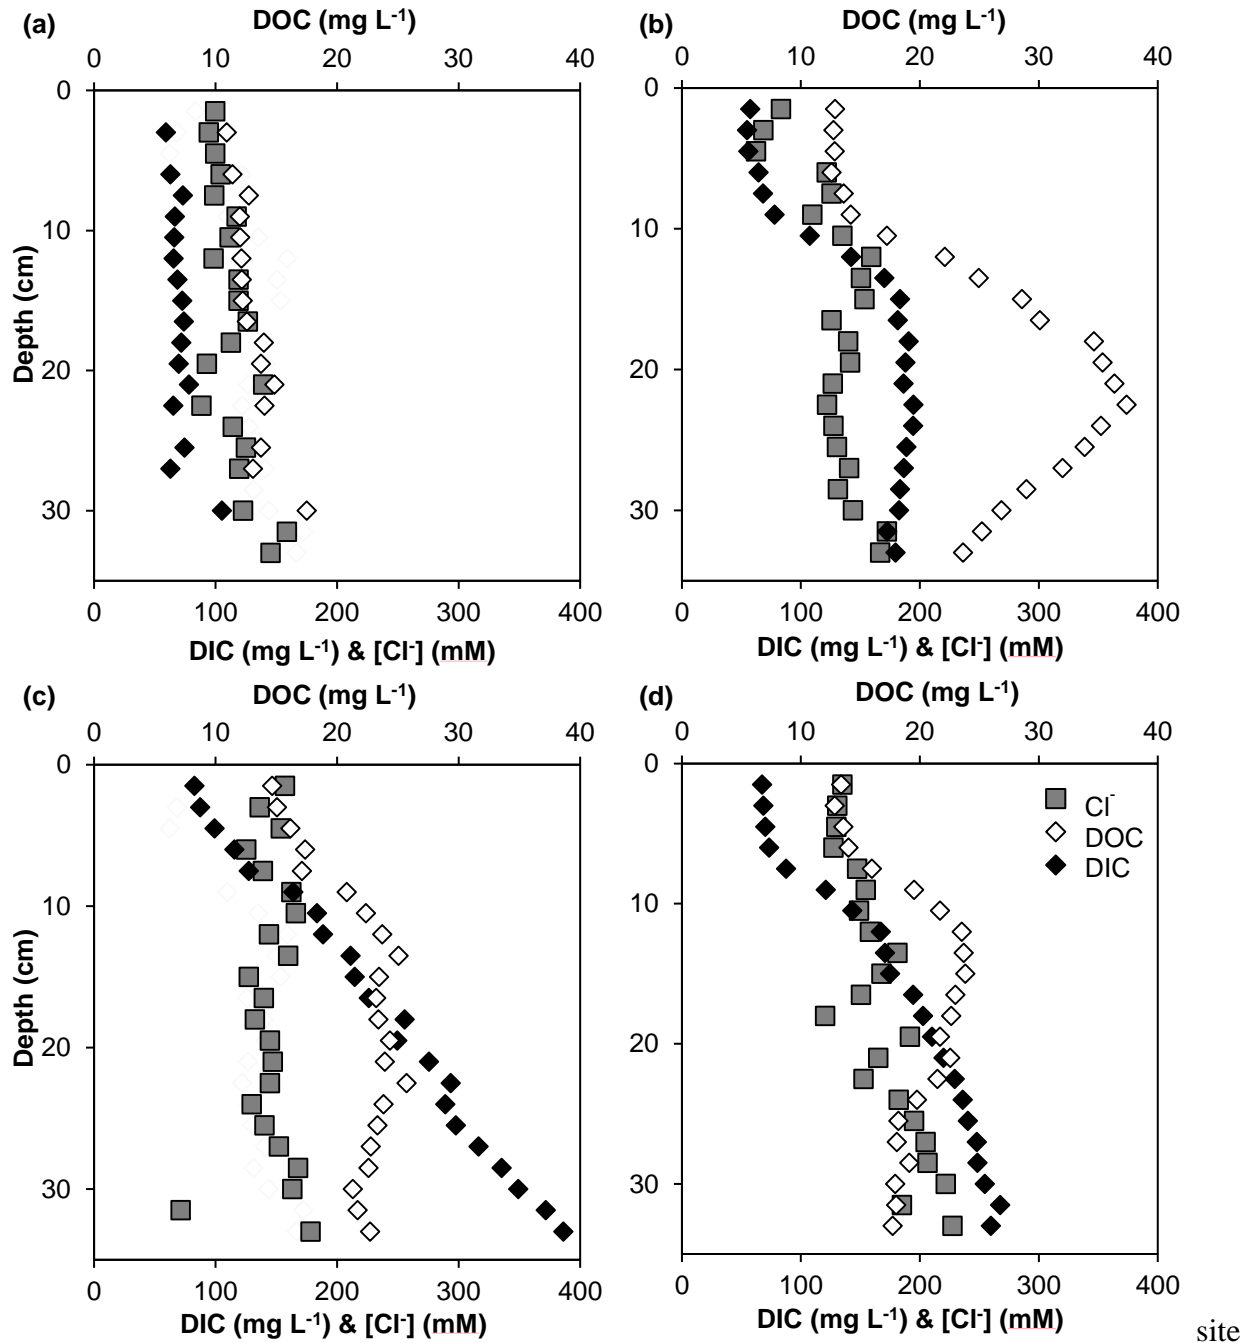 (a) DOC (mg L⁻¹) (b) DOC (mg L⁻¹)
0 10 20 30 40 0 10 20 30 40
0 0
10 10
20 20
30 30
Depth (cm)
0 100 200 300 400 0 100 200 300 400
DIC (mg L⁻¹) & [Cl⁻] (mM) DIC (mg L⁻¹) & [Cl⁻] (mM)
(c) DOC (mg L⁻¹) (d) DOC (mg L⁻¹)
0 10 20 30 40 0 10 20 30 40
0 0
Cl⁻
DOC
DIC
10 10
20 20
30 30
Depth (cm)
0 100 200 300 400 0 100 200 300 400
DIC (mg L⁻¹) & [Cl⁻] (mM) DIC (mg L⁻¹) & [Cl⁻] (mM)
site